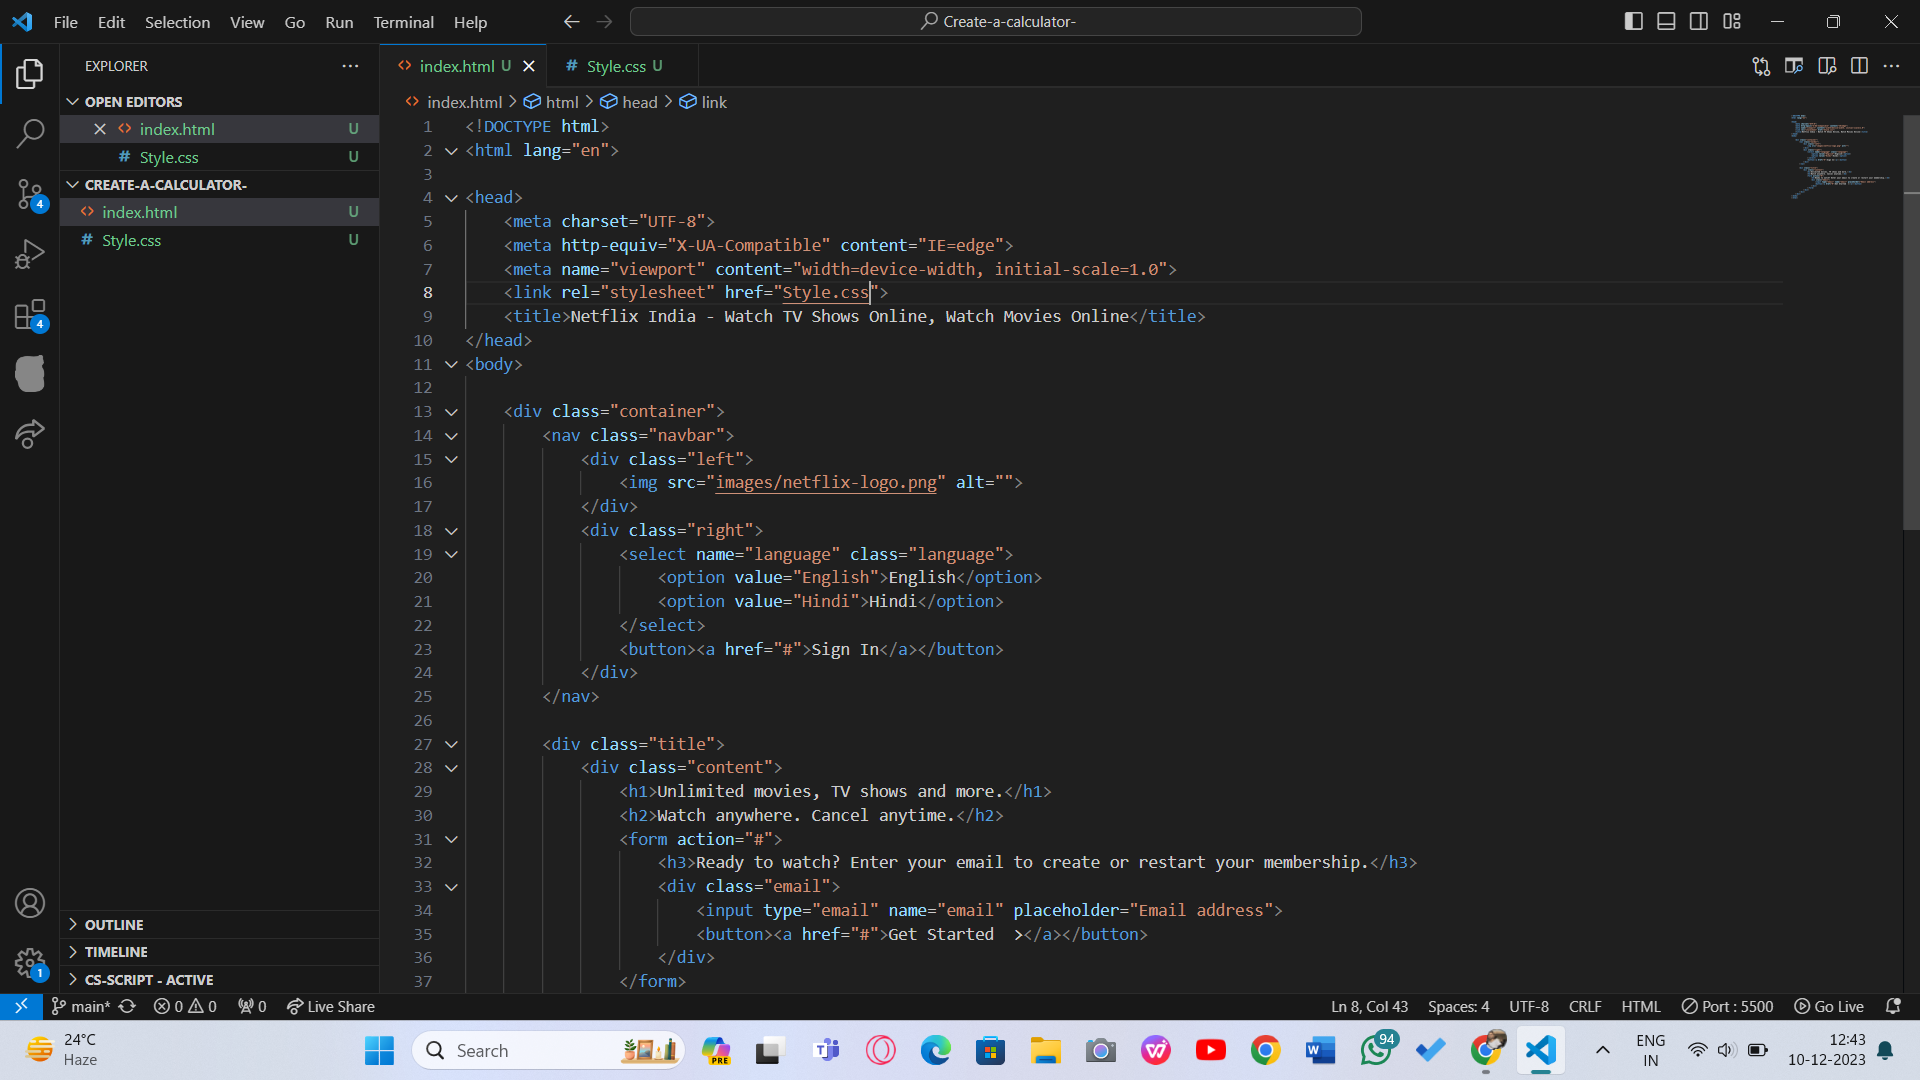 File Edit Selection View Go Run Terminal Help
Create-a-calculator-
EXPLORER
OPEN EDITORS
index.html U
Style.css U
CREATE-A-CALCULATOR-
index.html U
Style.css U
OUTLINE
TIMELINE
CS-SCRIPT - ACTIVE
4
4
1
index.html U
Style.css U
index.html > html > head > link
1 <!DOCTYPE html>
2 <html lang="en">
3
4 <head>
5 <meta charset="UTF-8">
6 <meta http-equiv="X-UA-Compatible" content="IE=edge">
7 <meta name="viewport" content="width=device-width, initial-scale=1.0">
8 <link rel="stylesheet" href="Style.css">
9 <title>Netflix India - Watch TV Shows Online, Watch Movies Online</title>
10 </head>
11 <body>
12
13 <div class="container">
14 <nav class="navbar">
15 <div class="left">
16 <img src="images/netflix-logo.png" alt="">
17 </div>
18 <div class="right">
19 <select name="language" class="language">
20 <option value="English">English</option>
21 <option value="Hindi">Hindi</option>
22 </select>
23 <button><a href="#">Sign In</a></button>
24 </div>
25 </nav>
26
27 <div class="title">
28 <div class="content">
29 <h1>Unlimited movies, TV shows and more.</h1>
30 <h2>Watch anywhere. Cancel anytime.</h2>
31 <form action="#">
32 <h3>Ready to watch? Enter your email to create or restart your membership.</h3>
33 <div class="email">
34 <input type="email" name="email" placeholder="Email address">
35 <button><a href="#">Get Started  ></a></button>
36 </div>
37 </form>
main* 0 0 0 Live Share
Ln 8, Col 43 Spaces: 4 UTF-8 CRLF HTML Port : 5500 Go Live
24°C
Haze
Search
PRE
94
ENG
IN
12:43
10-12-2023